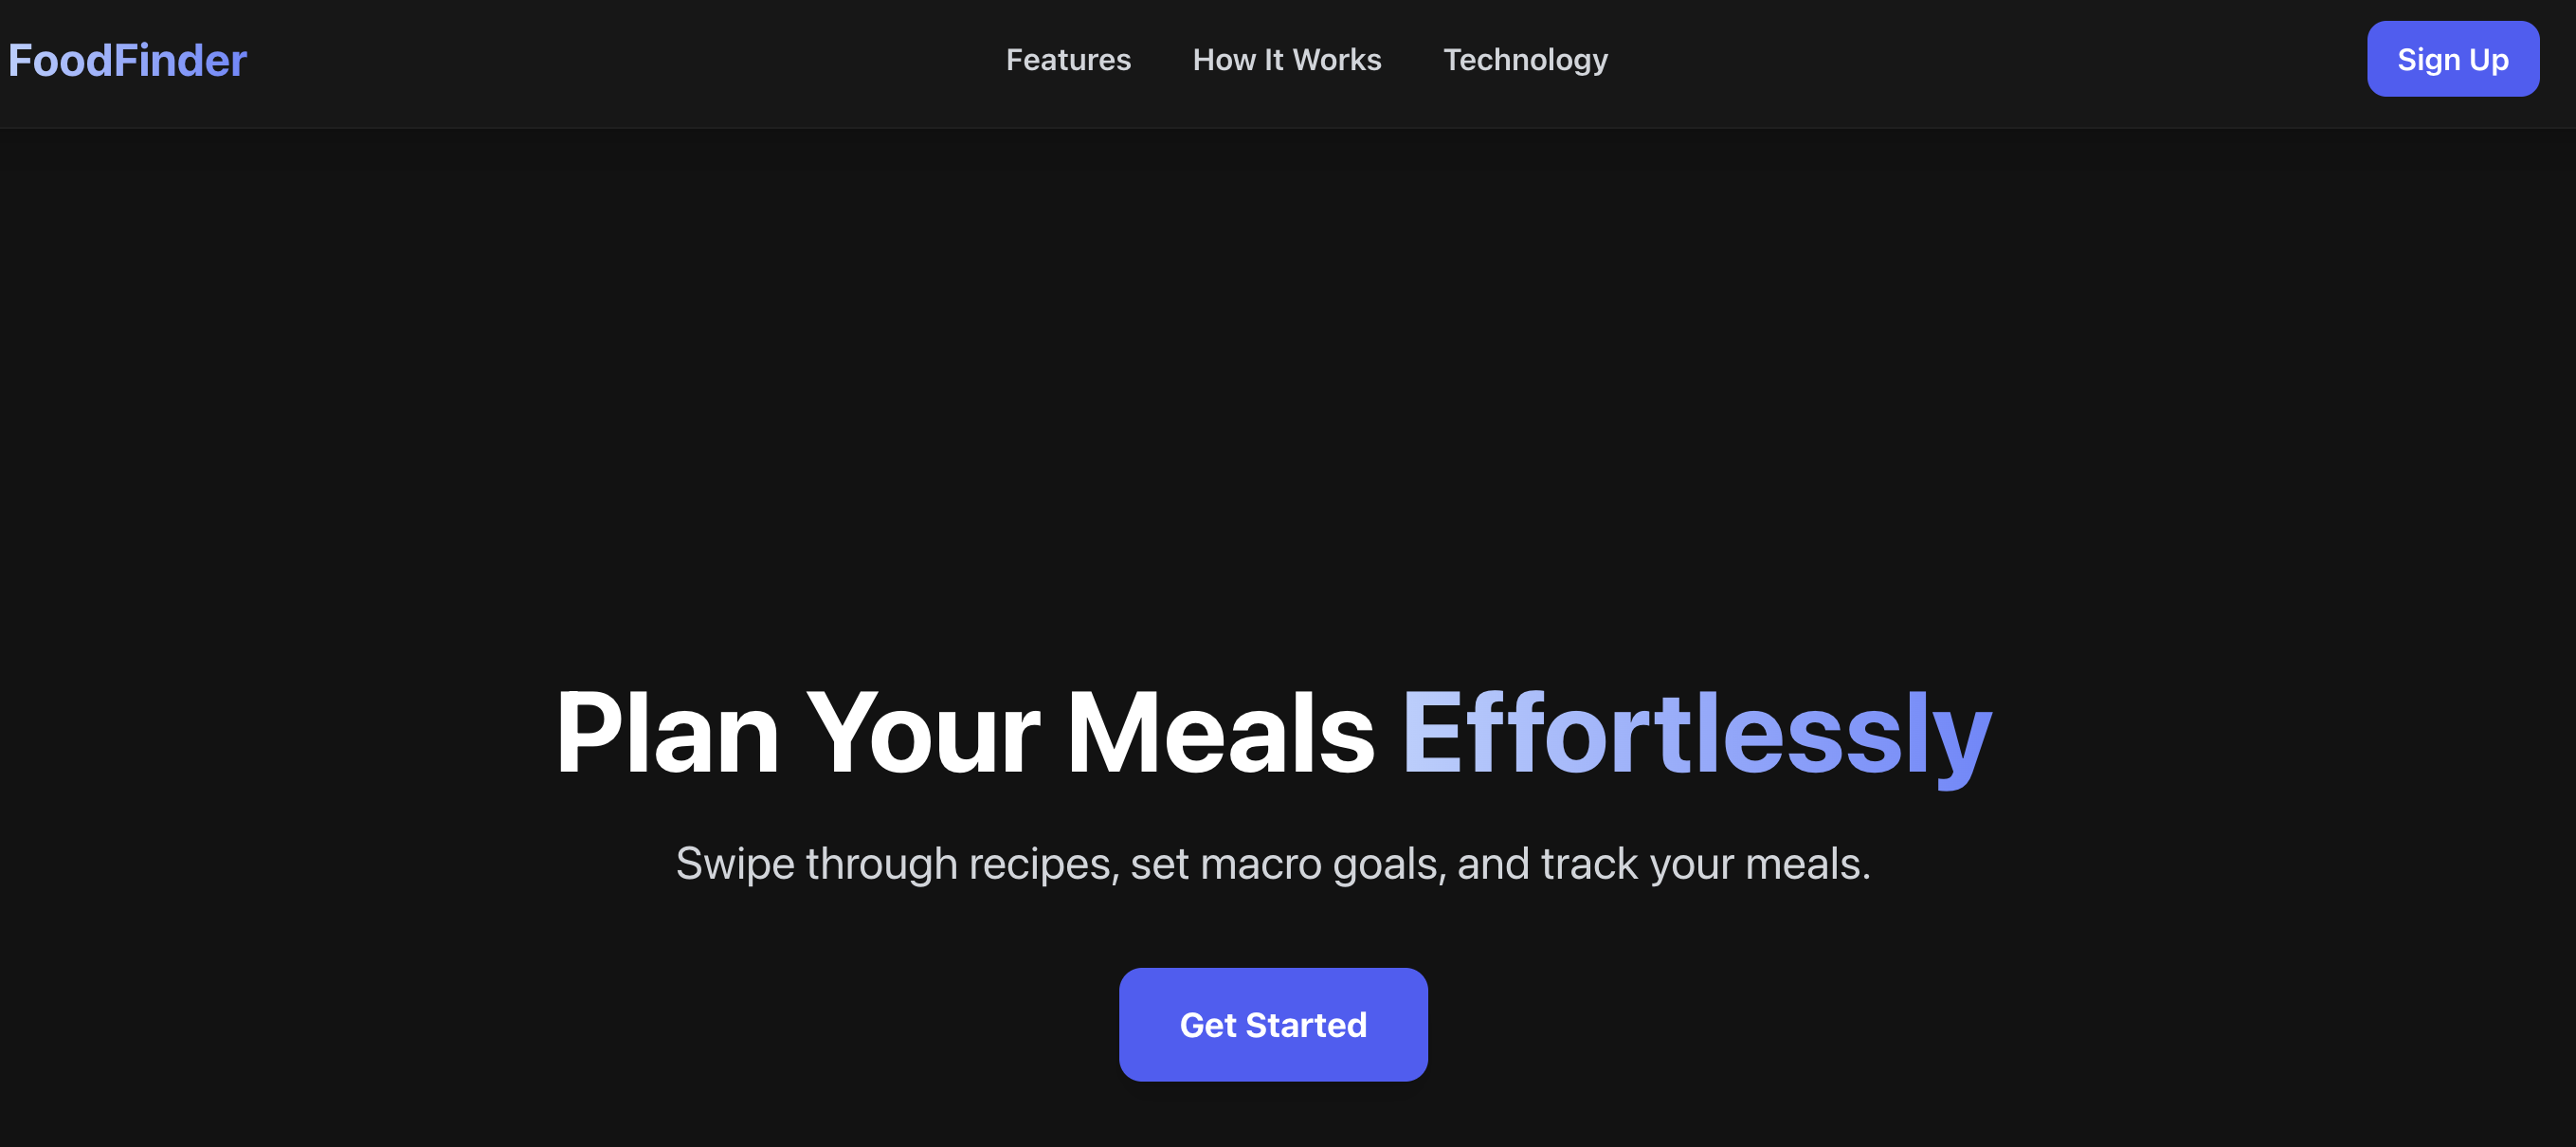 FoodFinder
Features
How It Works
Technology
Sign Up
Plan Your Meals Effortlessly
Swipe through recipes, set macro goals, and track your meals.
Get Started